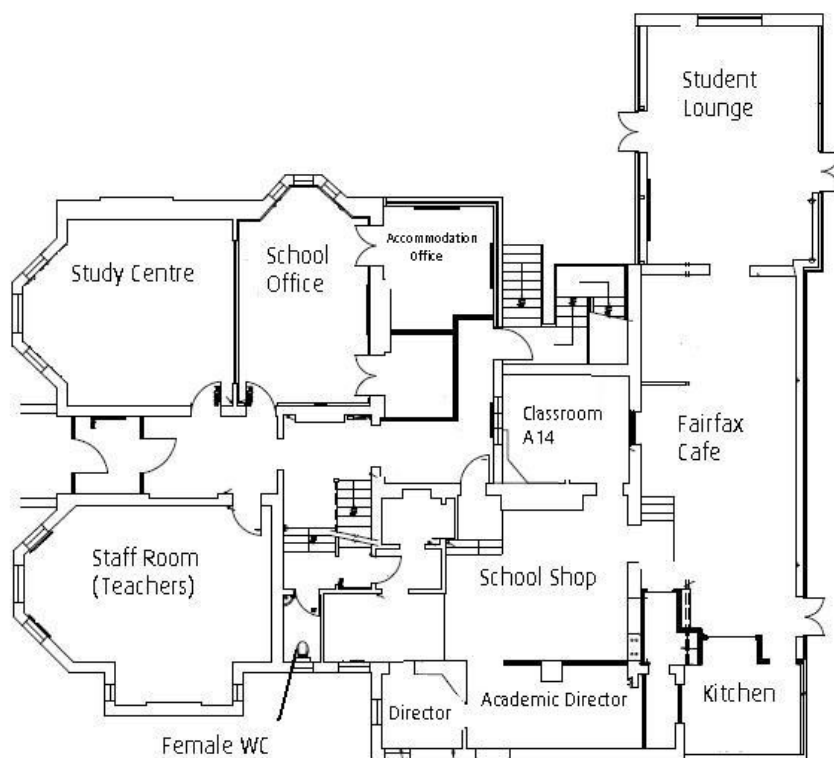 Student
Lounge
Accommodation
Office
School
Office
Study Centre
Classroom
A14
Fairfax
Cafe
Staff Room
(Teachers)
School Shop
Director
Academic Director
Kitchen
Female WC